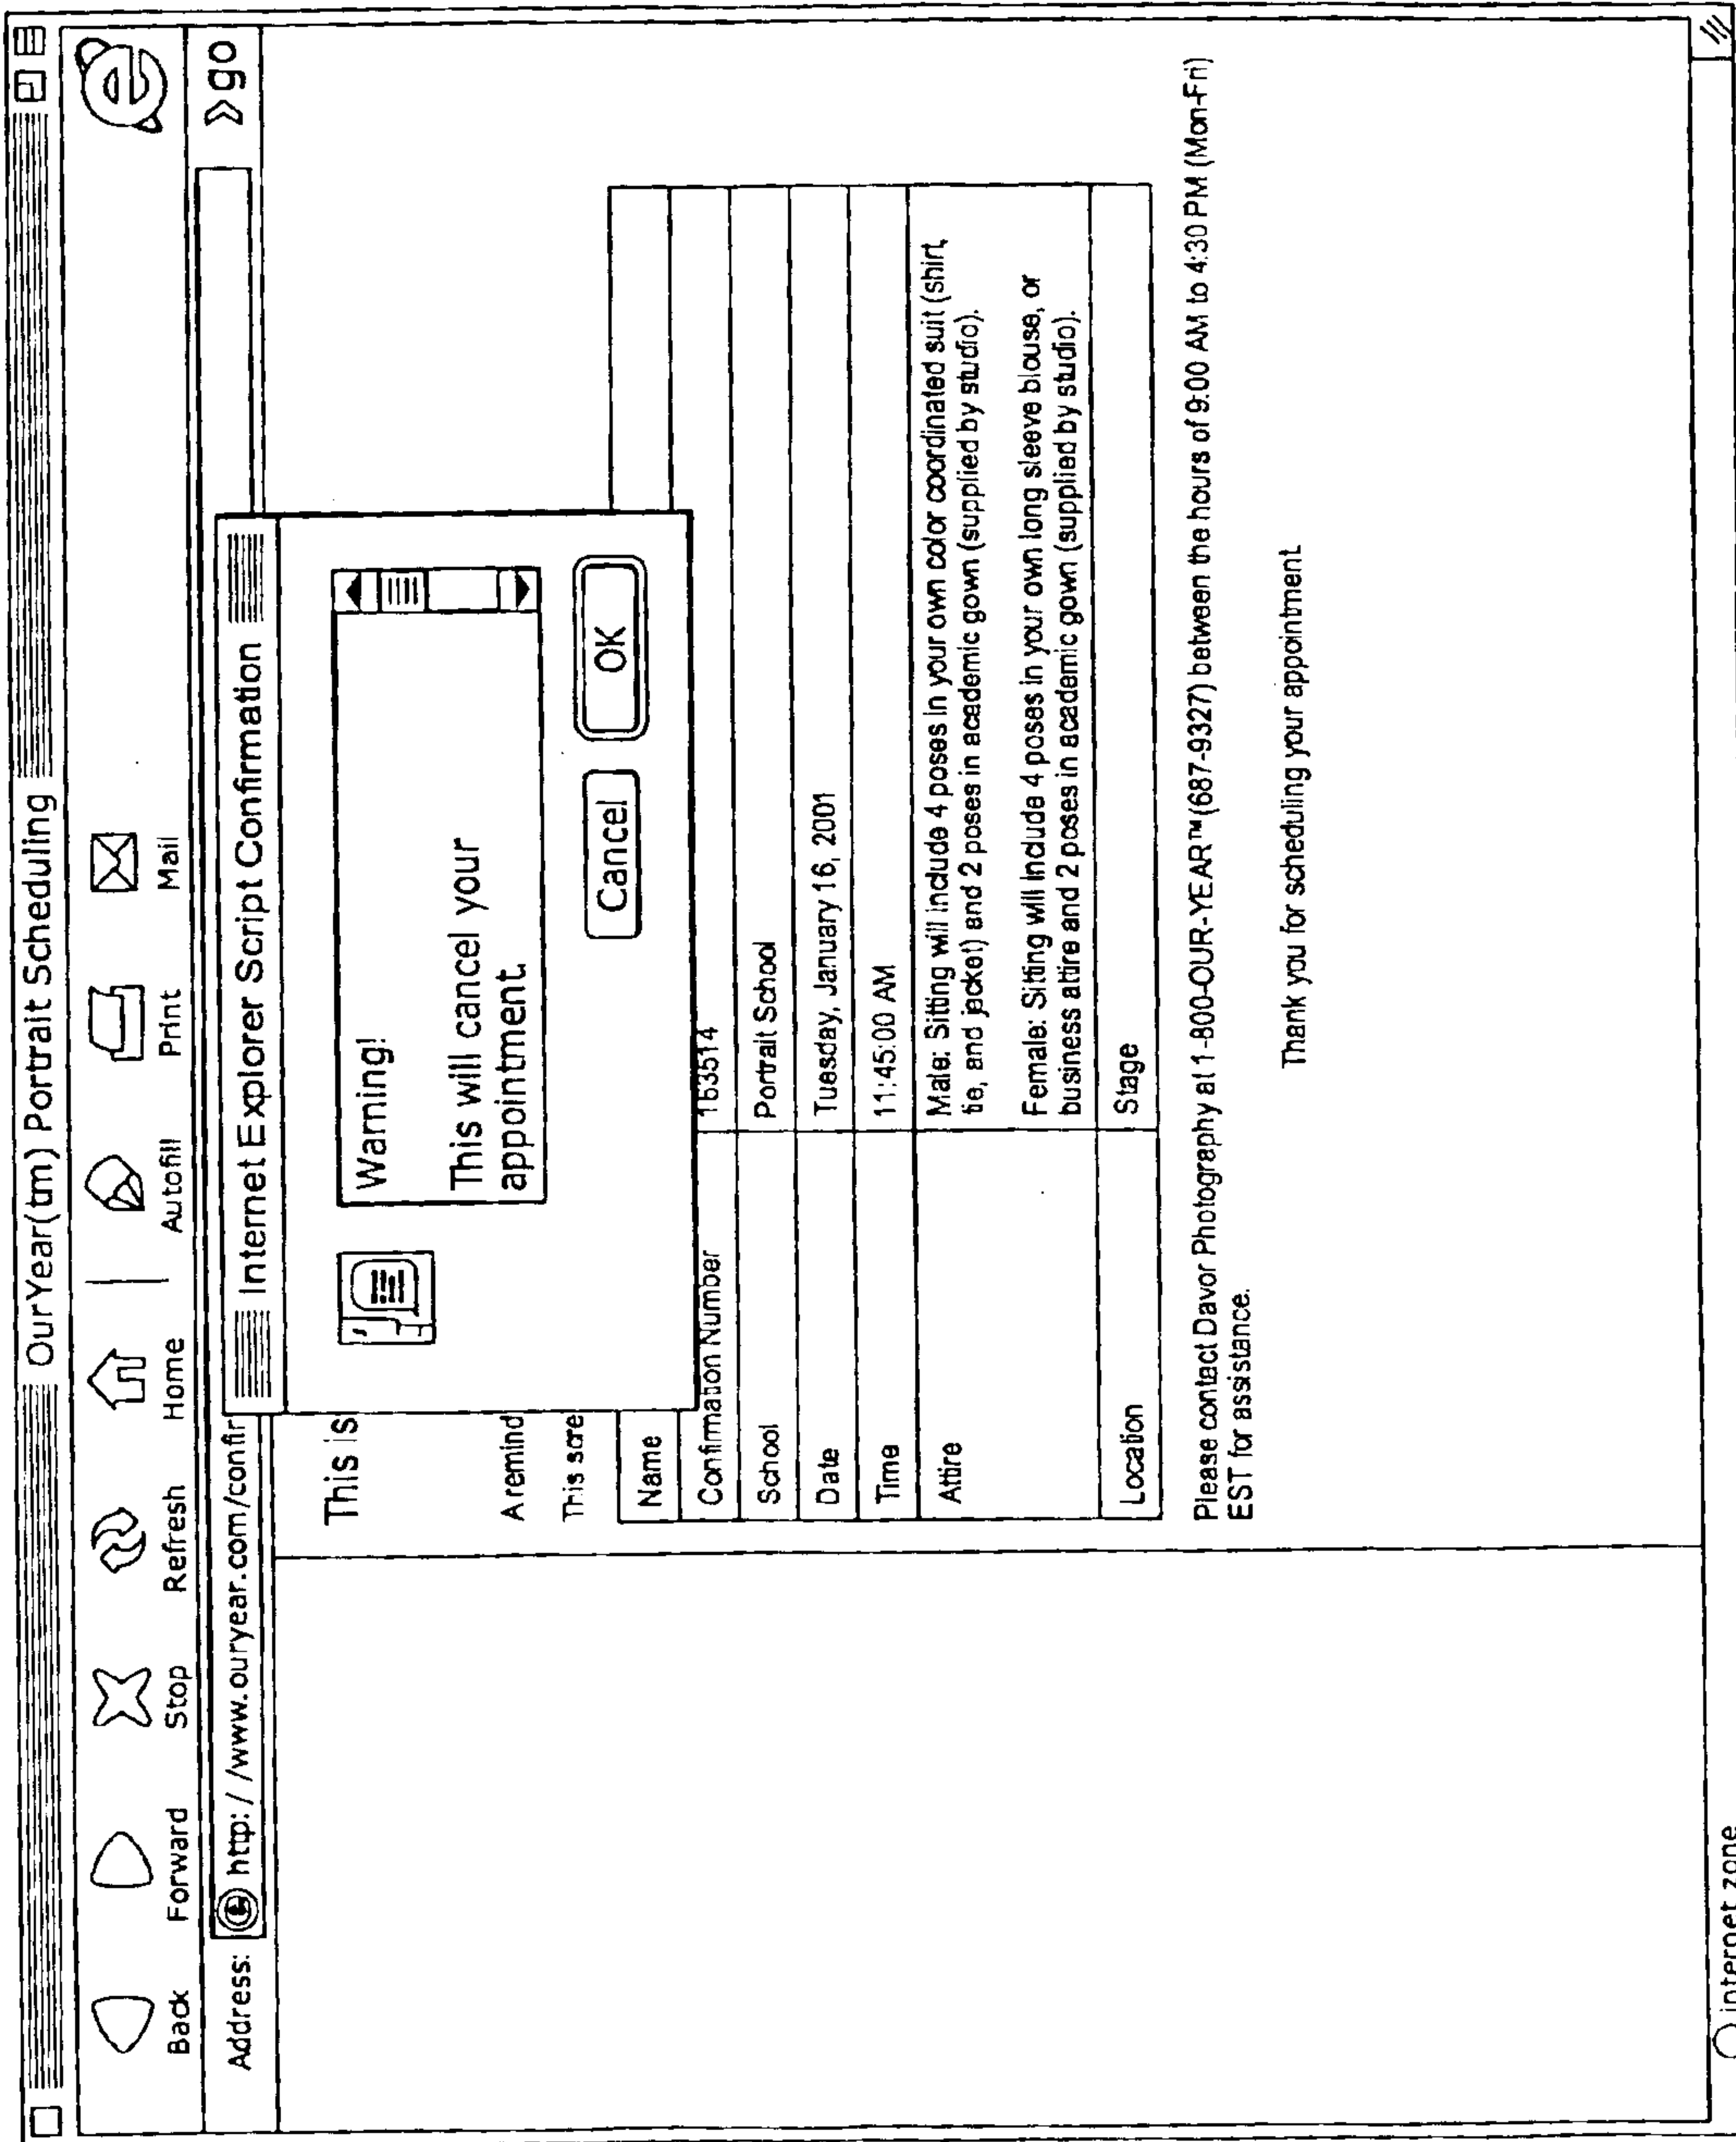 OurYear(tm) Portrait Scheduling
Back Forward Stop Refresh Home Autofill Print Mail
Address: http://www.ouryear.com/confir go
Internet Explorer Script Confirmation
Warning!
This will cancel your
appointment.
Cancel OK
This is
A remind
This scre
Name
Confirmation Number 163514
School Portrait School
Date Tuesday, January 16, 2001
Time 11:45:00 AM
Attire Male: Sitting will include 4 poses in your own color coordinated suit (shirt,
tie, and jacket) and 2 poses in academic gown (supplied by studio).
Female: Sitting will include 4 poses in your own long sleeve blouse, or
business attire and 2 poses in academic gown (supplied by studio).
Location Stage
Please contact Davor Photography at 1-800-OUR-YEAR™(687-9327) between the hours of 9:00 AM to 4:30 PM (Mon-Fri)
EST for assistance.
Thank you for scheduling your appointment.
internet zone